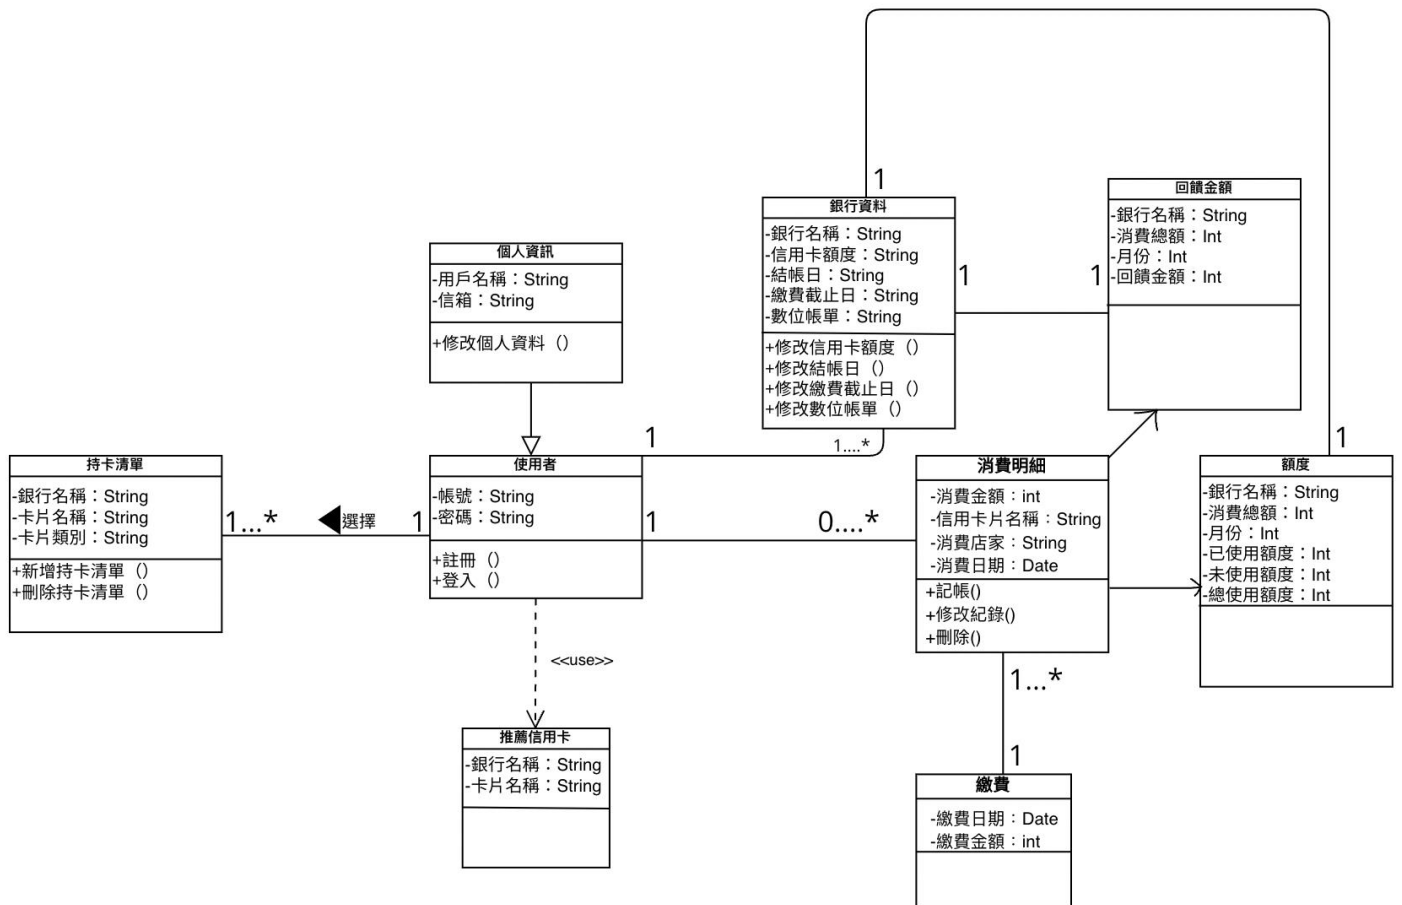 1
回饋金額
-銀行名稱：String
-消費總額：Int
-月份：Int
-回饋金額：Int
銀行資料
-銀行名稱：String
-信用卡額度：String
-結帳日：String
-繳費截止日：String
-數位帳單：String
+修改信用卡額度（）
+修改結帳日（）
+修改繳費截止日（）
+修改數位帳單（）
1
1
個人資訊
-用戶名稱：String
-信箱：String
+修改個人資料（）
1
1....*
1
持卡清單
-銀行名稱：String
-卡片名稱：String
-卡片類別：String
+新增持卡清單（）
+刪除持卡清單（）
1...*
選擇
1
使用者
-帳號：String
-密碼：String
+註冊（）
+登入（）
1
0....*
消費明細
-消費金額：int
-信用卡片名稱：String
-消費店家：String
-消費日期：Date
+記帳()
+修改紀錄()
+刪除()
額度
-銀行名稱：String
-消費總額：Int
-月份：Int
-已使用額度：Int
-未使用額度：Int
-總使用額度：Int
<<use>>
1...*
推薦信用卡
-銀行名稱：String
-卡片名稱：String
1
繳費
-繳費日期：Date
-繳費金額：int